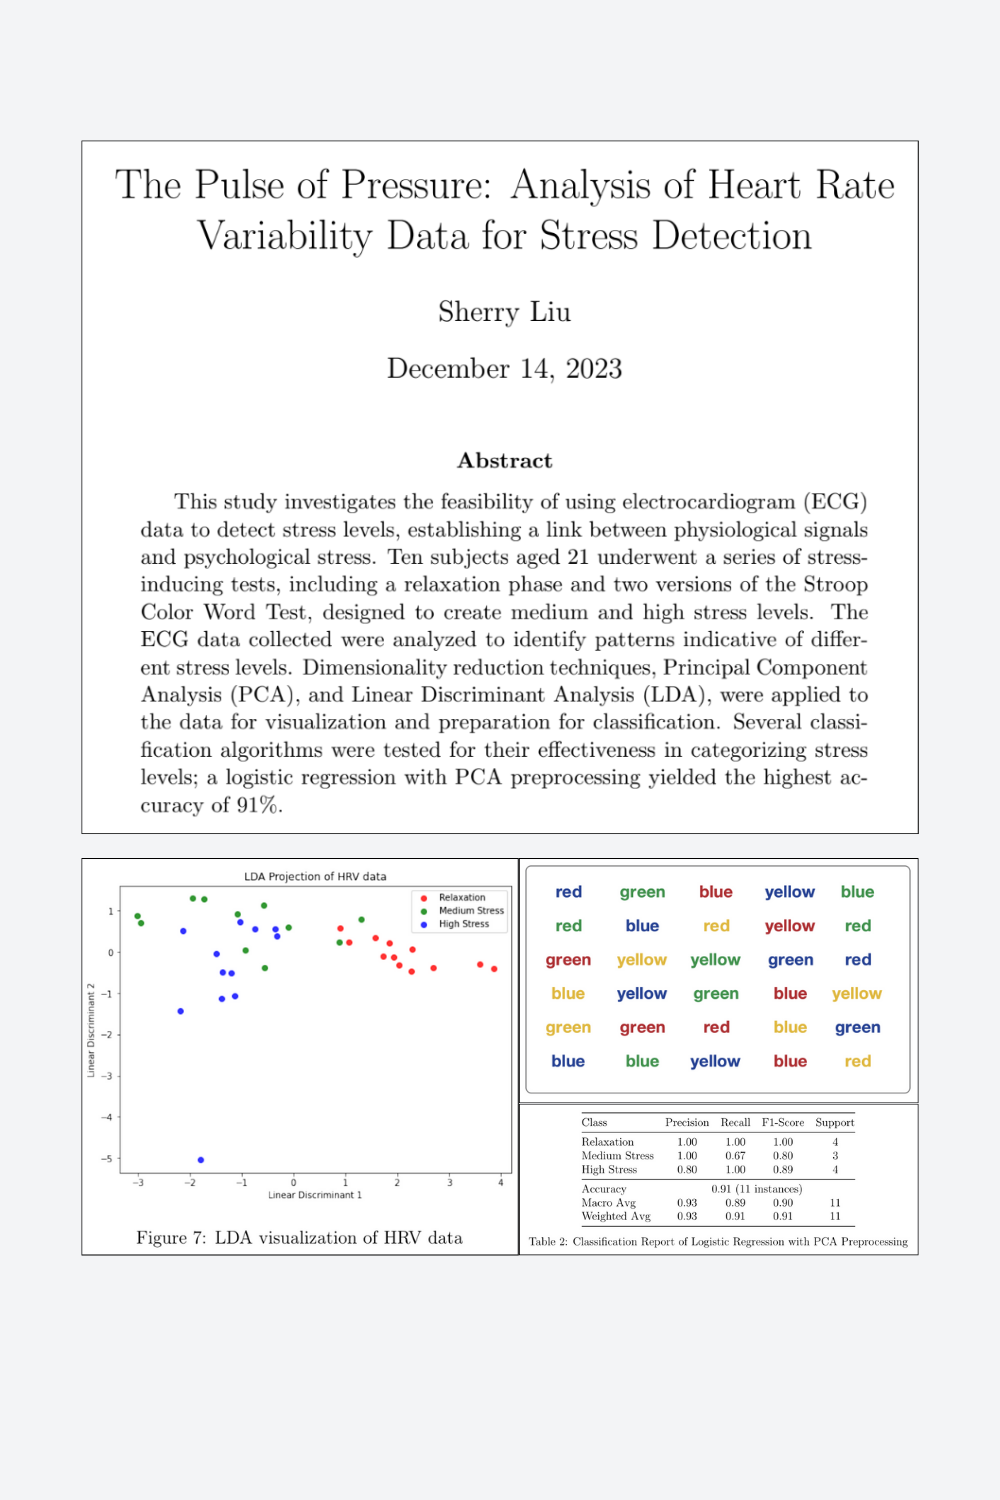 The Pulse of Pressure: Analysis of Heart Rate
Variability Data for Stress Detection
Sherry Liu
December 14, 2023
Abstract
This study investigates the feasibility of using electrocardiogram (ECG)
data to detect stress levels, establishing a link between physiological signals
and psychological stress. Ten subjects aged 21 underwent a series of stress-
inducing tests, including a relaxation phase and two versions of the Stroop
Color Word Test, designed to create medium and high stress levels. The
ECG data collected were analyzed to identify patterns indicative of differ-
ent stress levels. Dimensionality reduction techniques, Principal Component
Analysis (PCA), and Linear Discriminant Analysis (LDA), were applied to
the data for visualization and preparation for classification. Several classi-
fication algorithms were tested for their effectiveness in categorizing stress
levels; a logistic regression with PCA preprocessing yielded the highest ac-
curacy of 91%.
LDA Projection of HRV data
Relaxation
Medium Stress
High Stress
Linear Discriminant 2
1
0
−1
−2
−3
−4
−5
−3 −2 −1 0 1 2 3 4
Linear Discriminant 1
Figure 7: LDA visualization of HRV data
red green blue yellow blue
red blue red yellow red
green yellow yellow green red
blue yellow green blue yellow
green green red blue green
blue blue yellow blue red
Class Precision Recall F1-Score Support
Relaxation 1.00 1.00 1.00 4
Medium Stress 1.00 0.67 0.80 3
High Stress 0.80 1.00 0.89 4
Accuracy 0.91 (11 instances)
Macro Avg 0.93 0.89 0.90 11
Weighted Avg 0.93 0.91 0.91 11
Table 2: Classification Report of Logistic Regression with PCA Preprocessing